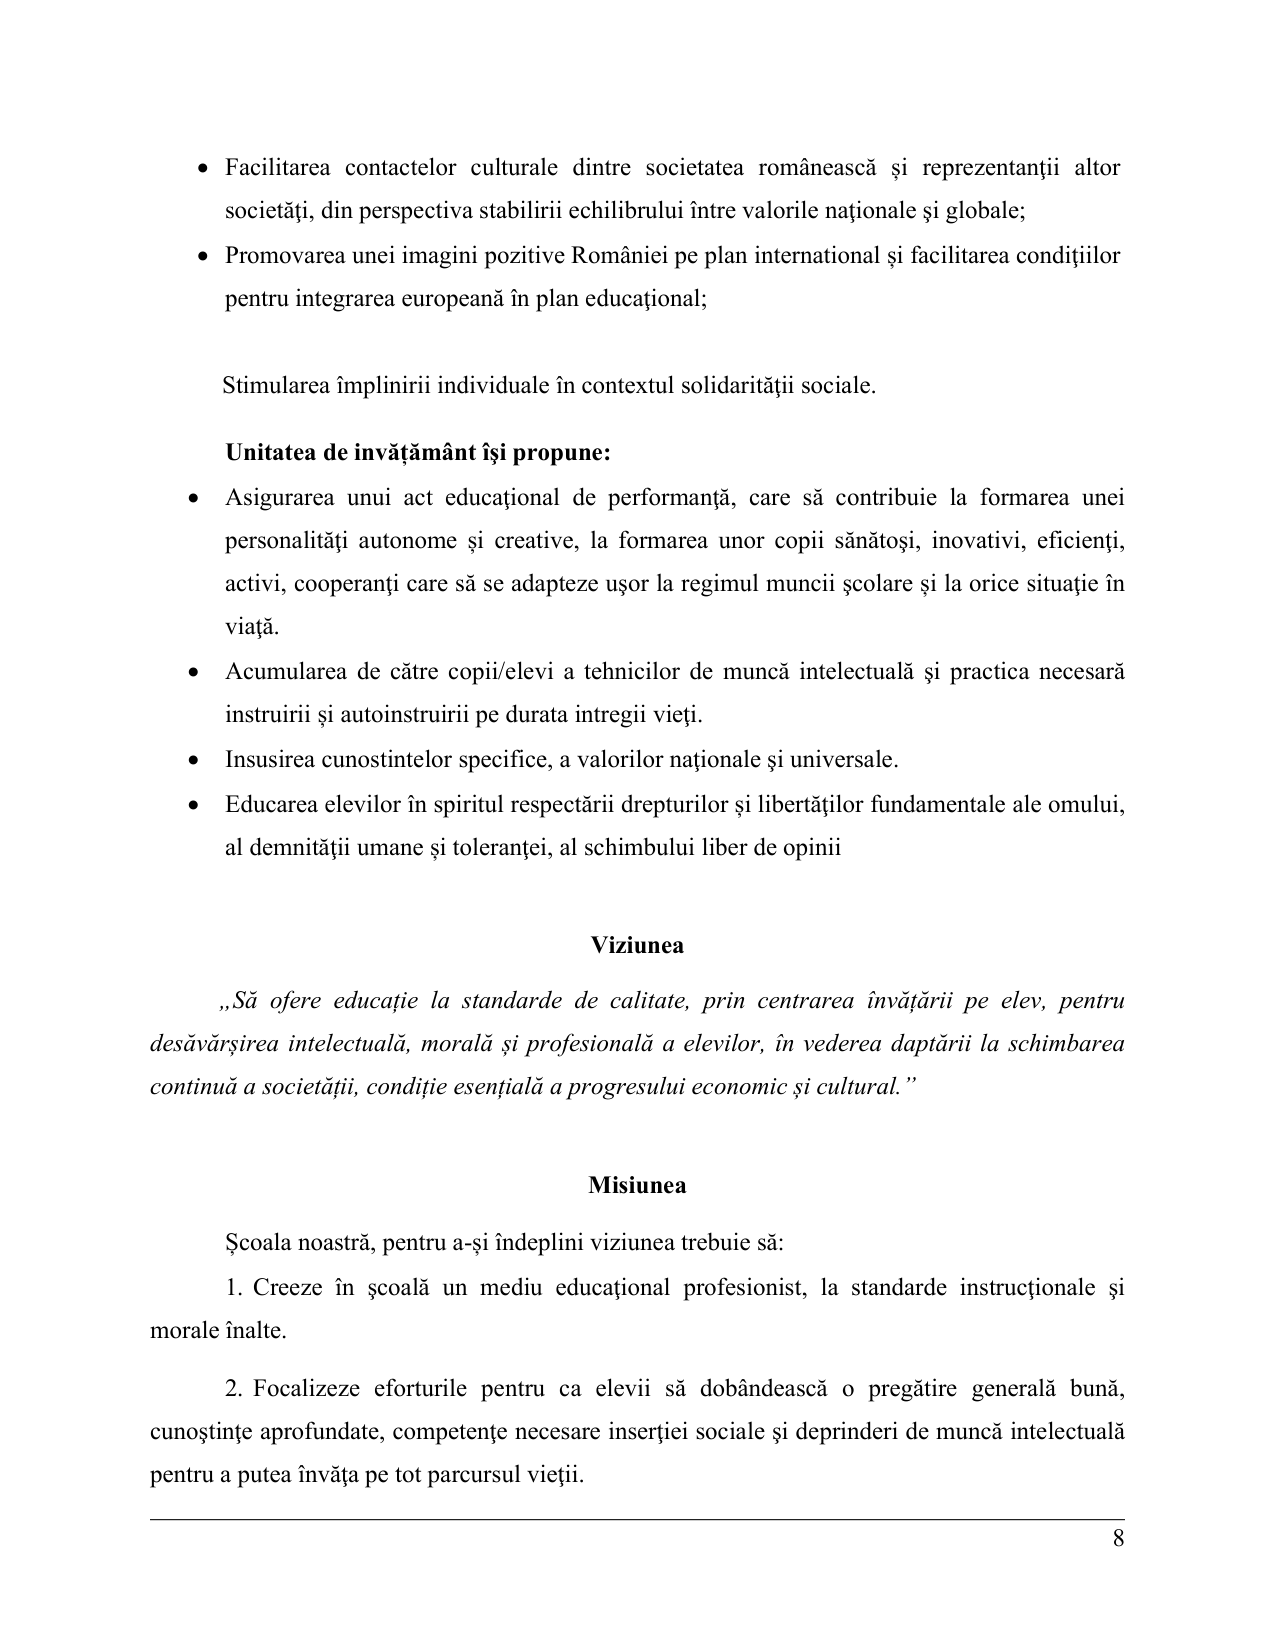 • Facilitarea contactelor culturale dintre societatea românească și reprezentanţii altor
societăţi, din perspectiva stabilirii echilibrului între valorile naţionale şi globale;
• Promovarea unei imagini pozitive României pe plan international și facilitarea condiţiilor
pentru integrarea europeană în plan educaţional;
Stimularea împlinirii individuale în contextul solidarităţii sociale.
Unitatea de invățământ îşi propune:
• Asigurarea unui act educaţional de performanţă, care să contribuie la formarea unei
personalităţi autonome și creative, la formarea unor copii sănătoşi, inovativi, eficienţi,
activi, cooperanţi care să se adapteze uşor la regimul muncii şcolare și la orice situaţie în
viaţă.
• Acumularea de către copii/elevi a tehnicilor de muncă intelectuală şi practica necesară
instruirii și autoinstruirii pe durata intregii vieţi.
• Insusirea cunostintelor specifice, a valorilor naţionale şi universale.
• Educarea elevilor în spiritul respectării drepturilor și libertăţilor fundamentale ale omului,
al demnităţii umane și toleranţei, al schimbului liber de opinii
Viziunea
„Să ofere educație la standarde de calitate, prin centrarea învățării pe elev, pentru
desăvărșirea intelectuală, morală și profesională a elevilor, în vederea daptării la schimbarea
continuă a societății, condiție esențială a progresului economic și cultural.”
Misiunea
Școala noastră, pentru a-și îndeplini viziunea trebuie să:
1. Creeze în şcoală un mediu educaţional profesionist, la standarde instrucţionale şi
morale înalte.
2. Focalizeze eforturile pentru ca elevii să dobândească o pregătire generală bună,
cunoştinţe aprofundate, competenţe necesare inserţiei sociale şi deprinderi de muncă intelectuală
pentru a putea învăţa pe tot parcursul vieţii.
8